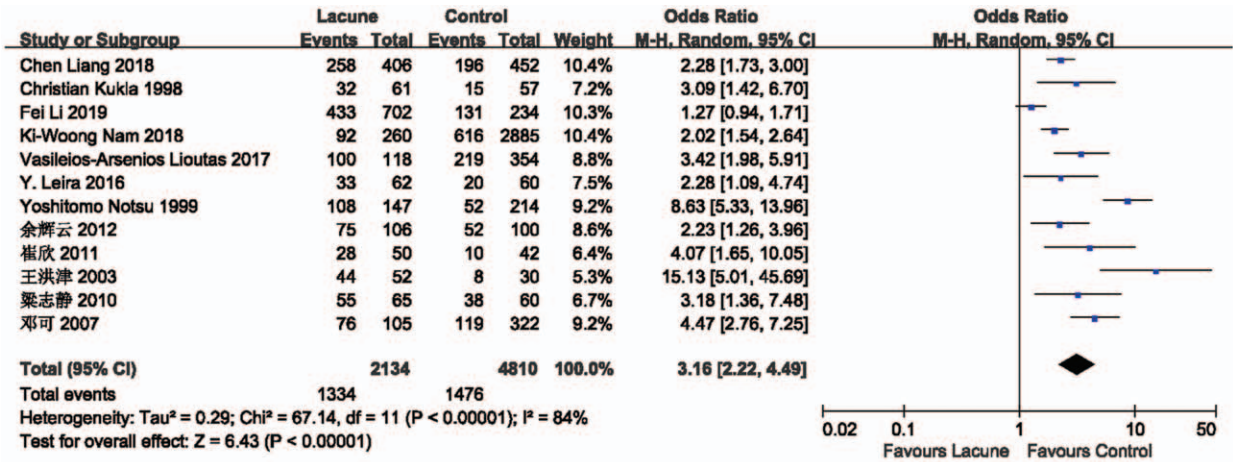 Lacune Control Odds Ratio Odds Ratio
Study or Subgroup Events Total Events Total Weight M-H, Random, 95% CI M-H, Random, 95% CI
Chen Liang 2018 258 406 196 452 10.4% 2.28 [1.73, 3.00]
Christian Kukla 1998 32 61 15 57 7.2% 3.09 [1.42, 6.70]
Fei Li 2019 433 702 131 234 10.3% 1.27 [0.94, 1.71]
Ki-Woong Nam 2018 92 260 616 2885 10.4% 2.02 [1.54, 2.64]
Vasileios-Arsenios Lioutas 2017 100 118 219 354 8.8% 3.42 [1.98, 5.91]
Y. Leira 2016 33 62 20 60 7.5% 2.28 [1.09, 4.74]
Yoshitomo Notsu 1999 108 147 52 214 9.2% 8.63 [5.33, 13.96]
余辉云 2012 75 106 52 100 8.6% 2.23 [1.26, 3.96]
崔欣 2011 28 50 10 42 6.4% 4.07 [1.65, 10.05]
王洪津 2003 44 52 8 30 5.3% 15.13 [5.01, 45.69]
梁志静 2010 55 65 38 60 6.7% 3.18 [1.36, 7.48]
邓可 2007 76 105 119 322 9.2% 4.47 [2.76, 7.25]
Total (95% CI) 2134 4810 100.0% 3.16 [2.22, 4.49]
Total events 1334 1476
Heterogeneity: Tau² = 0.29; Chi² = 67.14, df = 11 (P < 0.00001); I² = 84%
Test for overall effect: Z = 6.43 (P < 0.00001)
0.02 0.1 1 10 50
Favours Lacune Favours Control